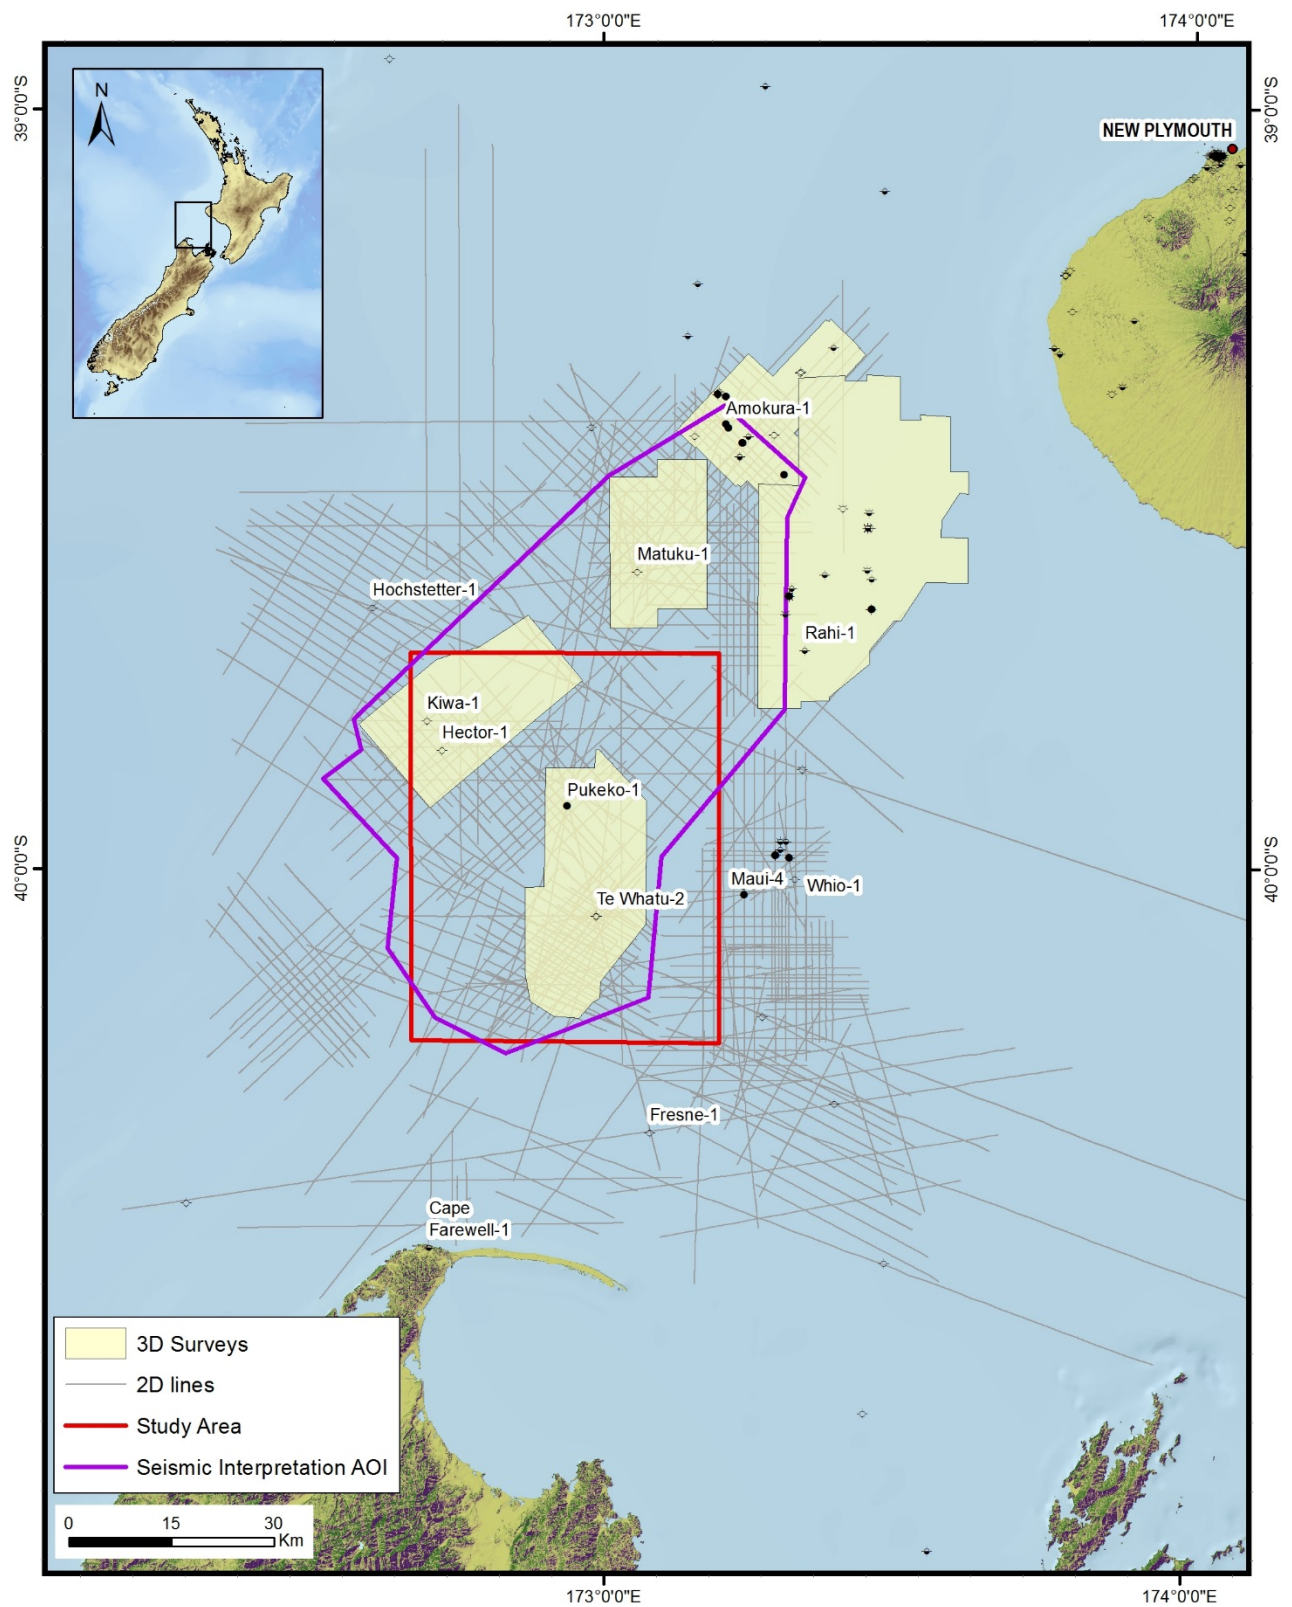 173°0'0"E
174°0'0"E
39°0'0"S
39°0'0"S
N
NEW PLYMOUTH
Amokura-1
Matuku-1
Hochstetter-1
Rahi-1
Kiwa-1
Hector-1
Pukeko-1
40°0'0"S
40°0'0"S
Maui-4
Whio-1
Te Whatu-2
Fresne-1
Cape
Farewell-1
3D Surveys
2D lines
Study Area
Seismic Interpretation AOI
0
15
30
Km
173°0'0"E
174°0'0"E